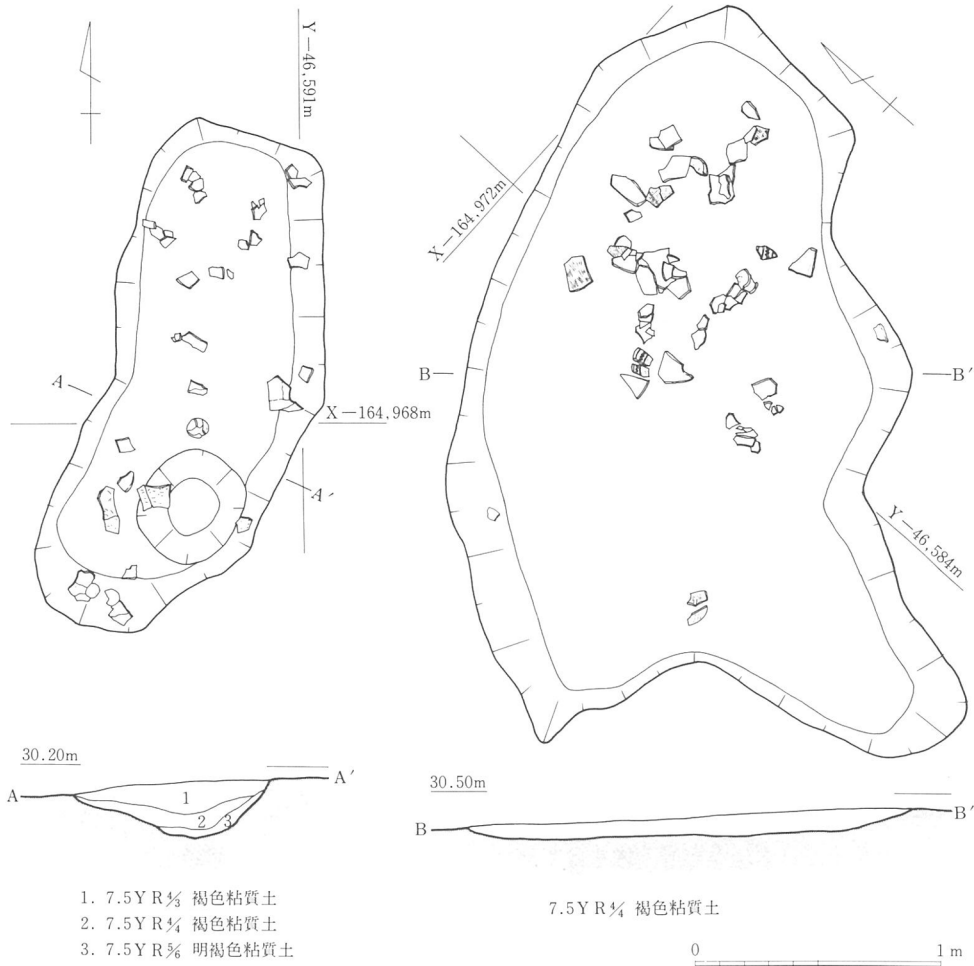 Y−46,591m
X−164,972m
A
B
B′
X−164,968m
A′
Y−46,584m
30.20m
A
A′
1
2
3
30.50m
B
B′
1. 7.5YR4/3 褐色粘質土
2. 7.5YR4/4 褐色粘質土
3. 7.5YR5/6 明褐色粘質土
7.5YR4/4 褐色粘質土
0
1m